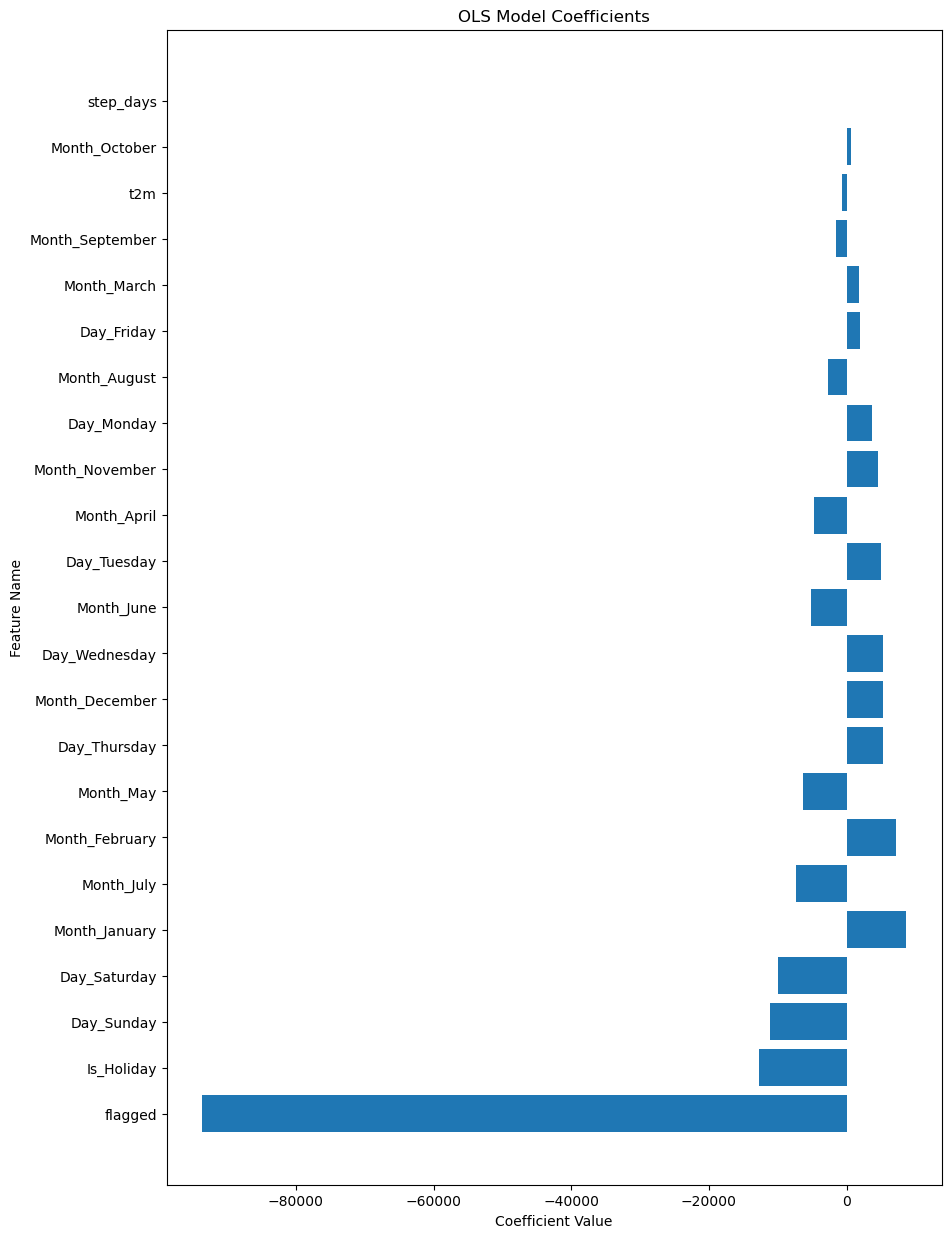 OLS Model Coefficients
step_days
Month_October
t2m
Month_September
Month_March
Day_Friday
Month_August
Day_Monday
Month_November
Month_April
Day_Tuesday
Month_June
Day_Wednesday
Month_December
Day_Thursday
Month_May
Month_February
Month_July
Month_January
Day_Saturday
Day_Sunday
Is_Holiday
flagged
Feature Name
−80000 −60000 −40000 −20000 0
Coefficient Value